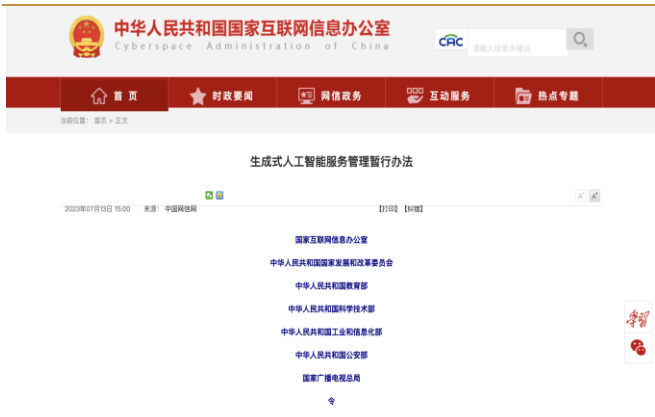 中华人民共和国国家互联网信息办公室
Cyberspace Administration of China
CAC
请输入检索关键词
首 页
时政要闻
网信政务
互动服务
热点专题
当前位置： 首页 > 正文
生成式人工智能服务管理暂行办法
A-
A+
2023年07月13日 15:00 来源： 中国网信网 【打印】【纠错】
国家互联网信息办公室
中华人民共和国国家发展和改革委员会
中华人民共和国教育部
中华人民共和国科学技术部
中华人民共和国工业和信息化部
中华人民共和国公安部
国家广播电视总局
令
学习